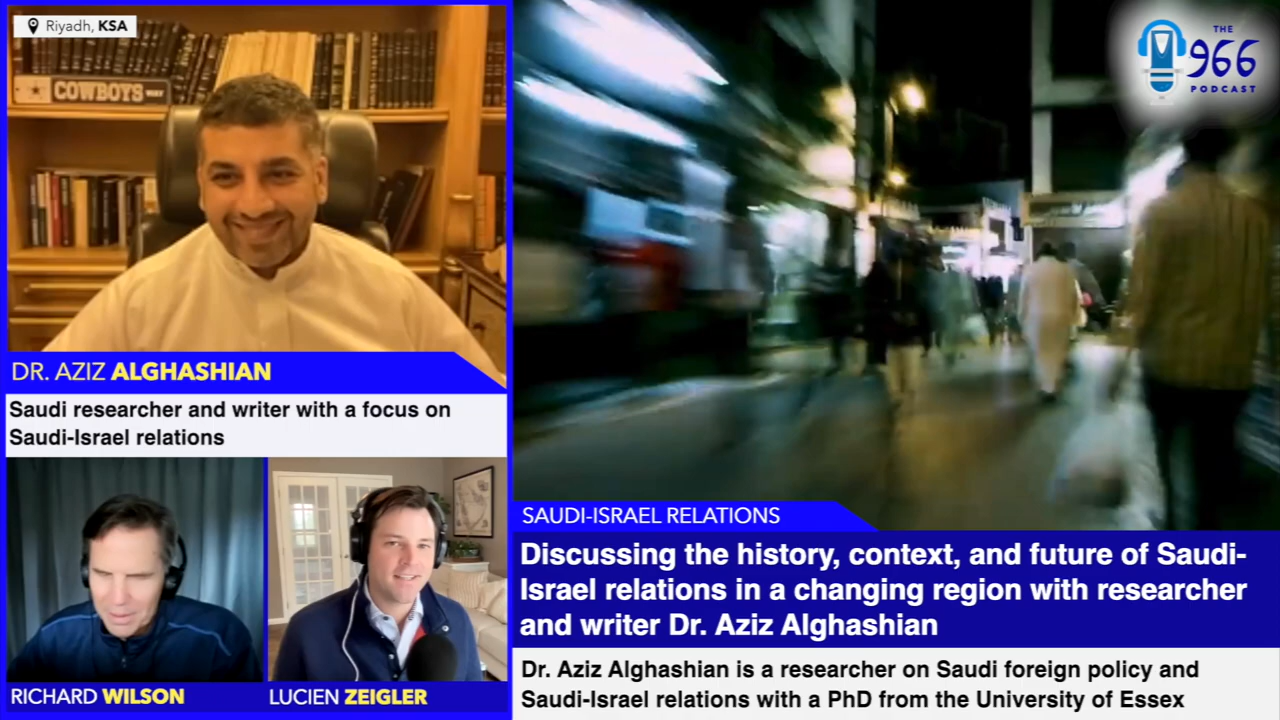 Riyadh, KSA
COWBOYS
DR. AZIZ ALGHASHIAN
Saudi researcher and writer with a focus on
Saudi-Israel relations
RICHARD WILSON
LUCIEN ZEIGLER
THE
966
PODCAST
SAUDI-ISRAEL RELATIONS
Discussing the history, context, and future of Saudi-
Israel relations in a changing region with researcher
and writer Dr. Aziz Alghashian
Dr. Aziz Alghashian is a researcher on Saudi foreign policy and
Saudi-Israel relations with a PhD from the University of Essex